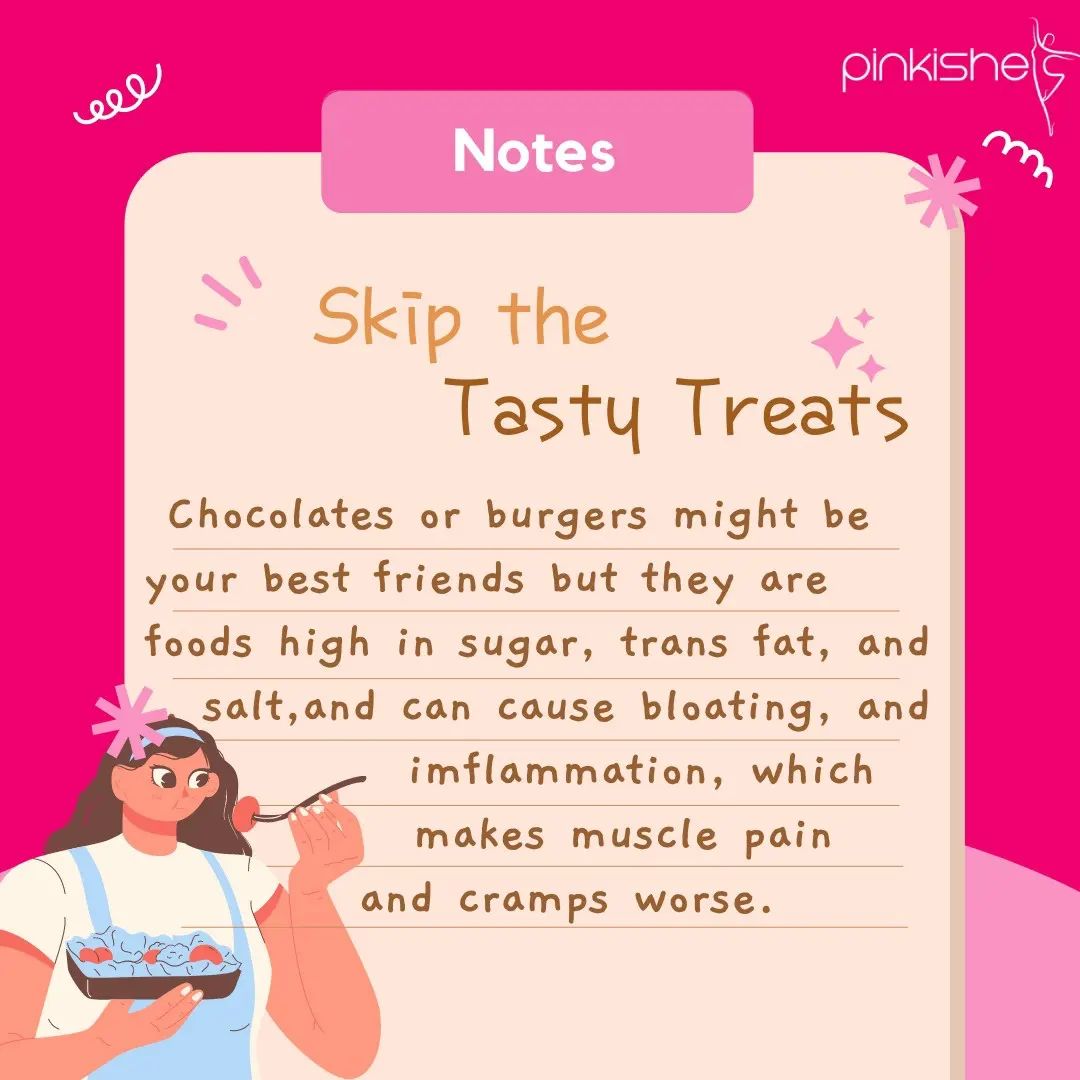 pinkishe
Notes
Skip the
Tasty Treats
Chocolates or burgers might be
your best friends but they are
foods high in sugar, trans fat, and
salt,and can cause bloating, and
imflammation, which
makes muscle pain
and cramps worse.